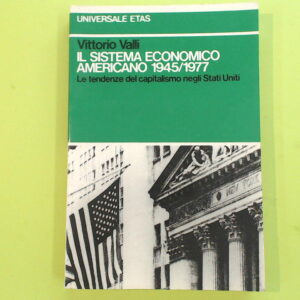 UNIVERSALE ETAS
Vittorio Valli
IL SISTEMA ECONOMICO
AMERICANO 1945/1977
Le tendenze del capitalismo negli Stati Uniti